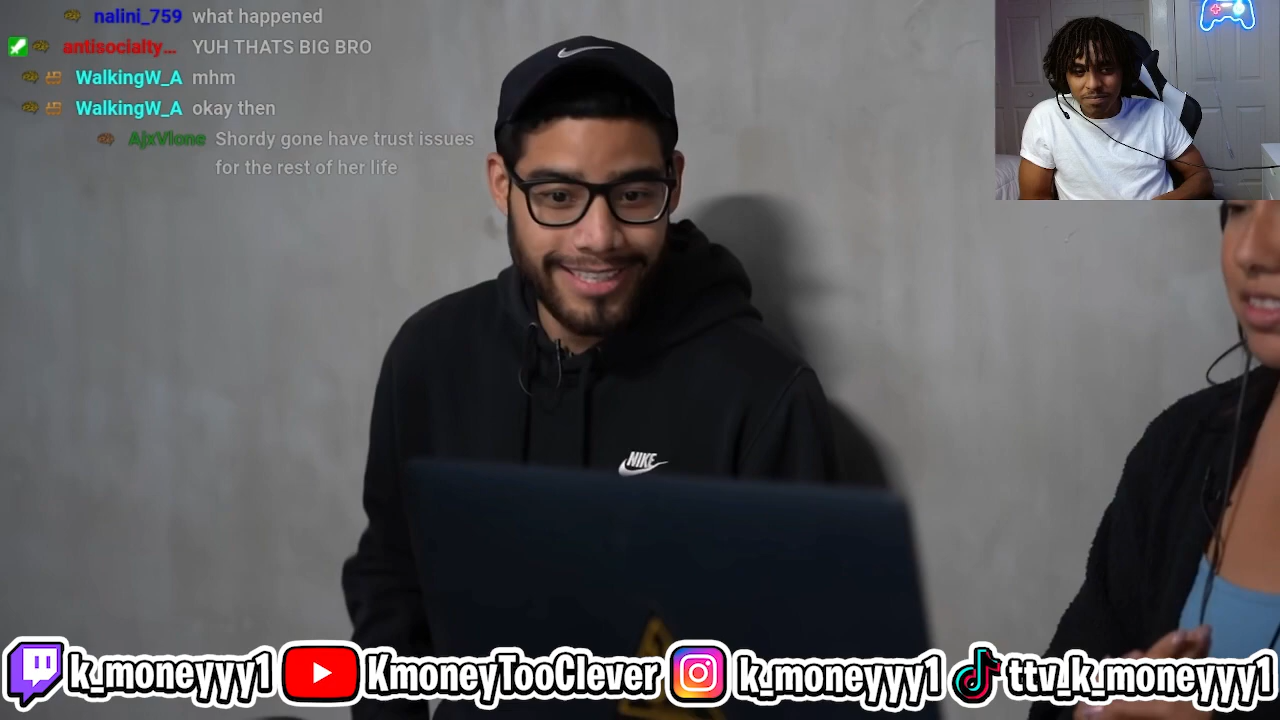 nalini_759 what happened
antisocialty... YUH THATS BIG BRO
WalkingW_A mhm
WalkingW_A okay then
AjxVlone Shordy gone have trust issues
for the rest of her life
NIKE
k_moneyyy1 KmoneyTooClever k_moneyyy1 ttv_k_moneyyy1